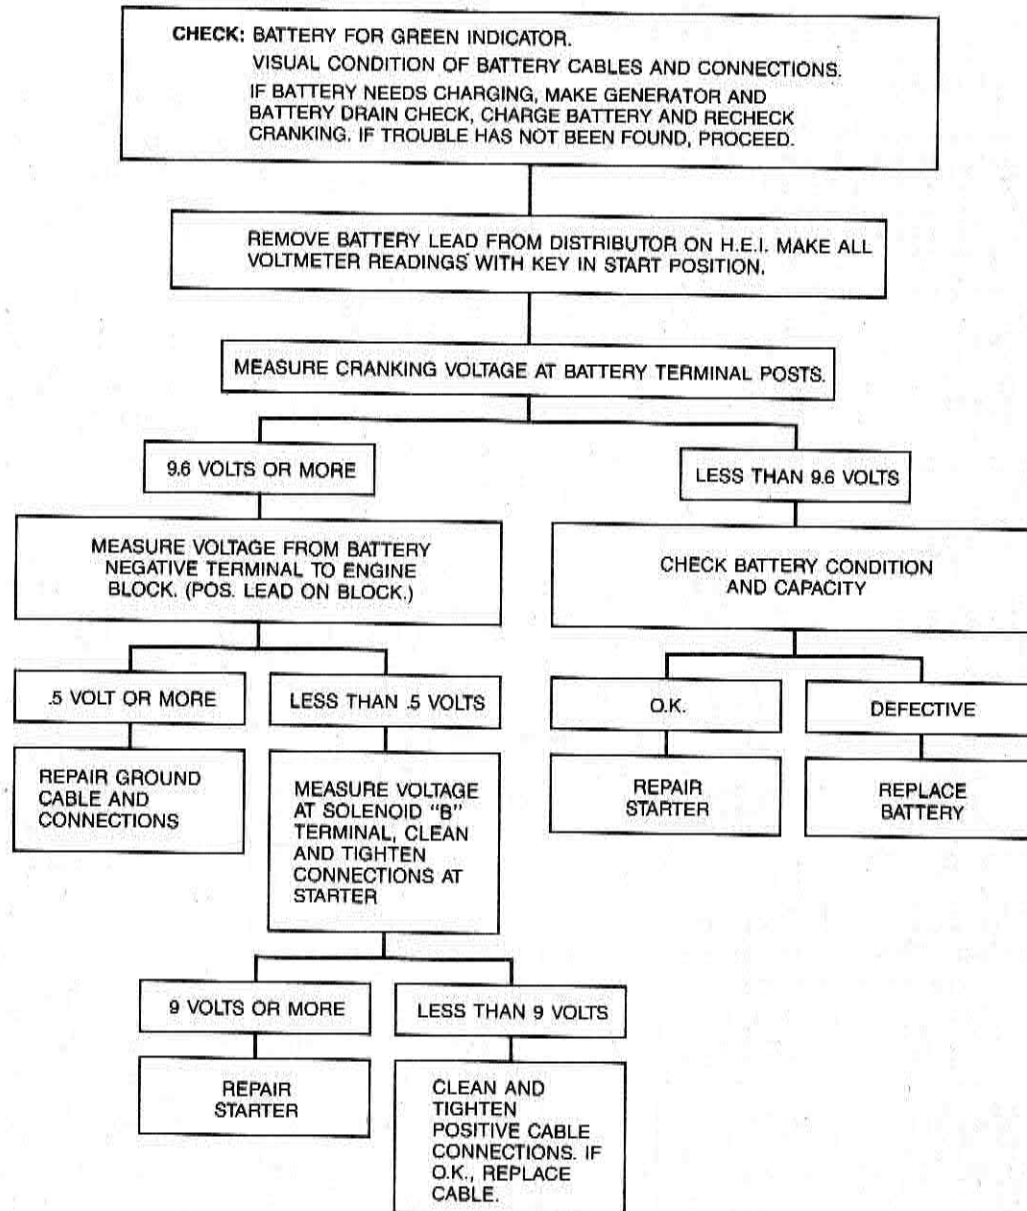 CHECK: BATTERY FOR GREEN INDICATOR.
VISUAL CONDITION OF BATTERY CABLES AND CONNECTIONS.
IF BATTERY NEEDS CHARGING, MAKE GENERATOR AND
BATTERY DRAIN CHECK, CHARGE BATTERY AND RECHECK
CRANKING. IF TROUBLE HAS NOT BEEN FOUND, PROCEED.
REMOVE BATTERY LEAD FROM DISTRIBUTOR ON H.E.I. MAKE ALL
VOLTMETER READINGS WITH KEY IN START POSITION.
MEASURE CRANKING VOLTAGE AT BATTERY TERMINAL POSTS.
9.6 VOLTS OR MORE
LESS THAN 9.6 VOLTS
MEASURE VOLTAGE FROM BATTERY
NEGATIVE TERMINAL TO ENGINE
BLOCK. (POS. LEAD ON BLOCK.)
CHECK BATTERY CONDITION
AND CAPACITY
.5 VOLT OR MORE
LESS THAN .5 VOLTS
O.K.
DEFECTIVE
REPAIR GROUND
CABLE AND
CONNECTIONS
MEASURE VOLTAGE
AT SOLENOID "B"
TERMINAL, CLEAN
AND TIGHTEN
CONNECTIONS AT
STARTER
REPAIR
STARTER
REPLACE
BATTERY
9 VOLTS OR MORE
LESS THAN 9 VOLTS
REPAIR
STARTER
CLEAN AND
TIGHTEN
POSITIVE CABLE
CONNECTIONS. IF
O.K., REPLACE
CABLE.